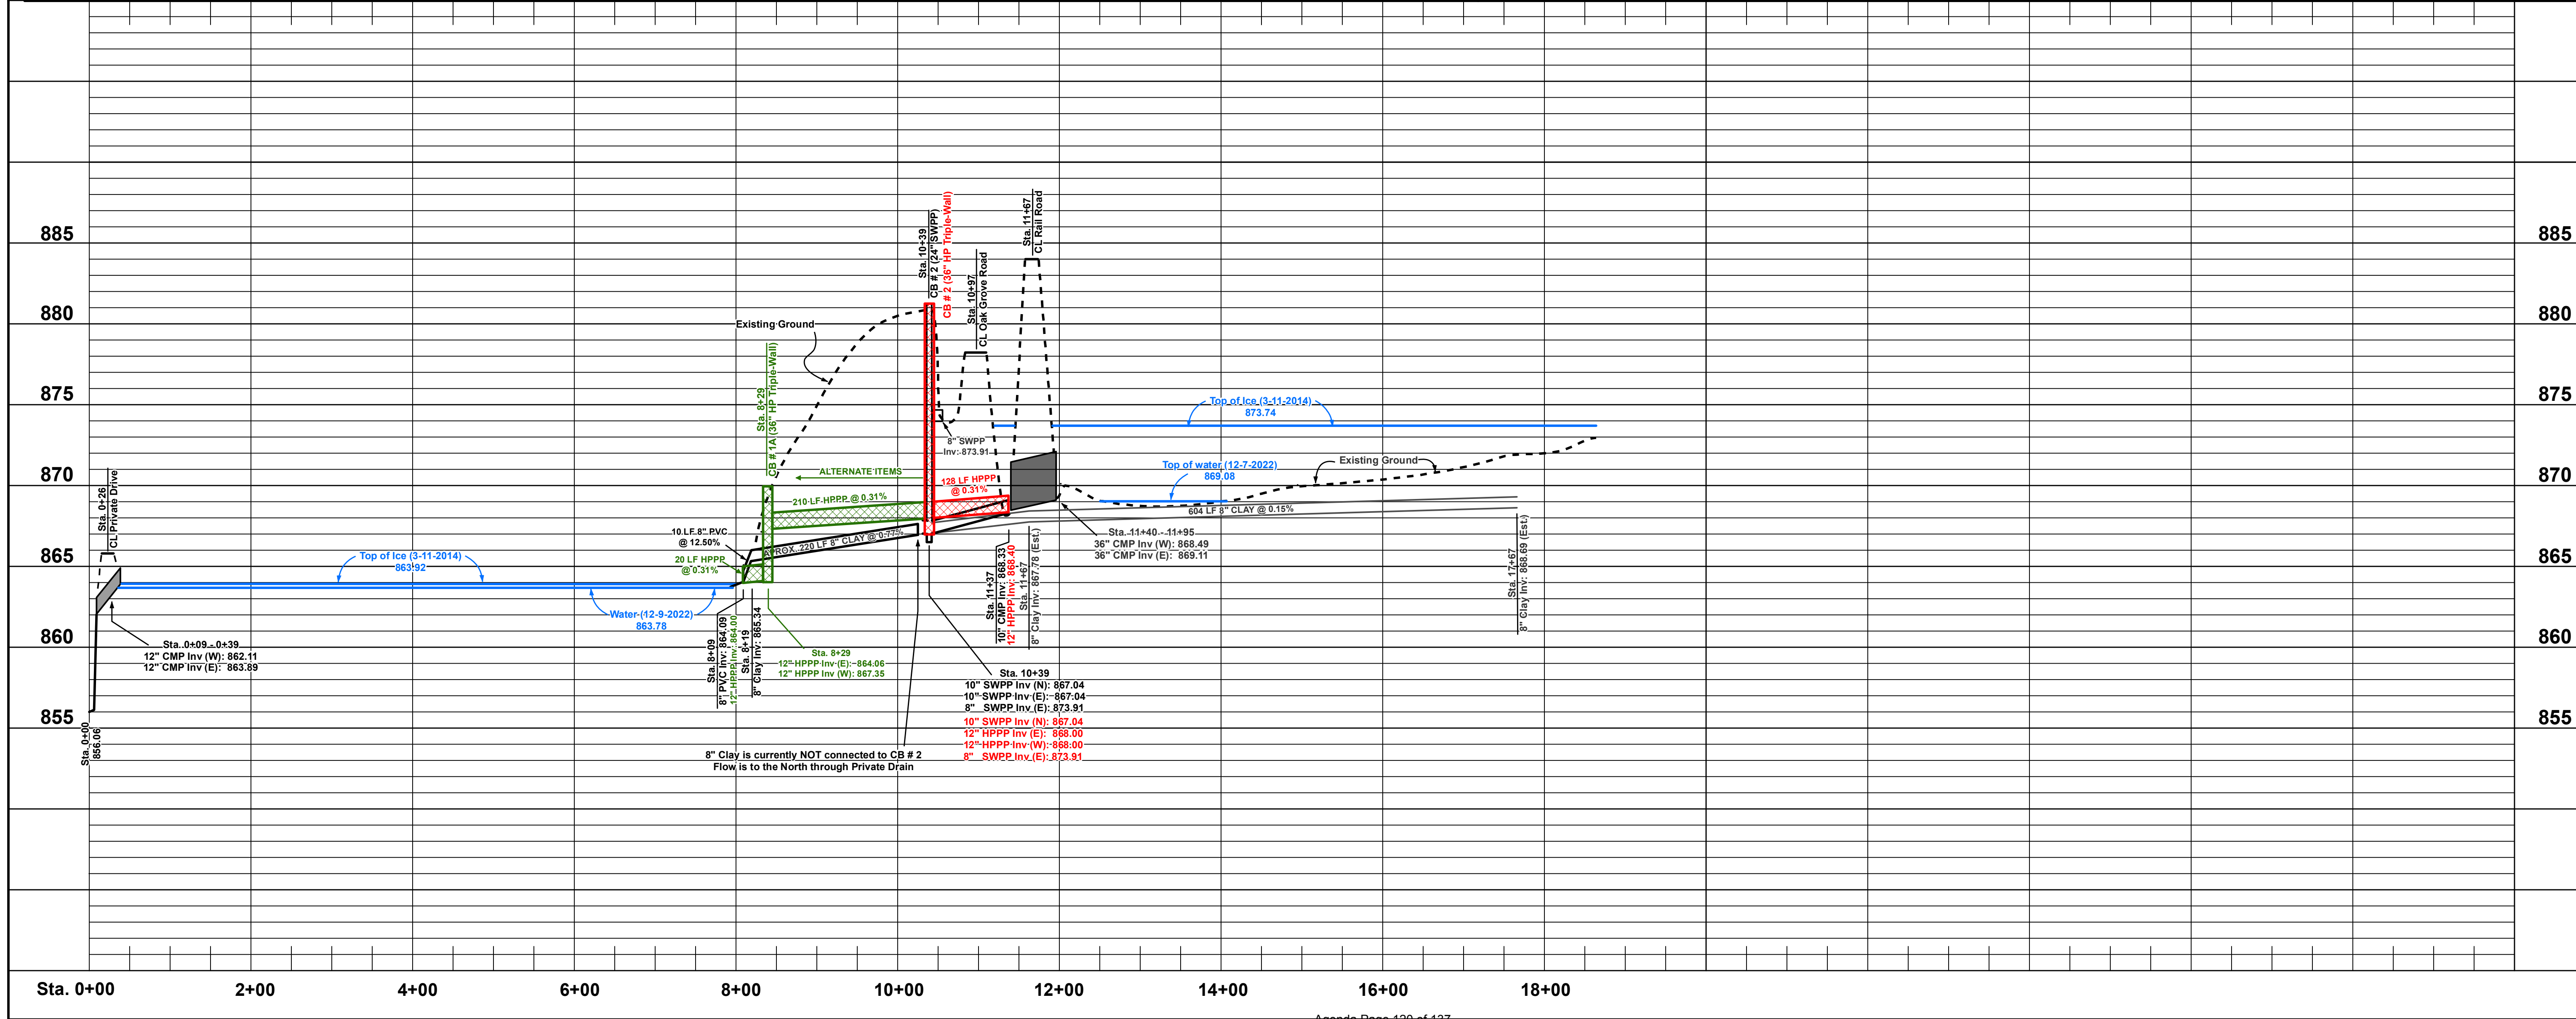 885
880
875
870
865
860
855
885
880
875
870
865
860
855
Sta. 0+26
CL Private Drive
Top of Ice (3-11-2014)
863.92
Water (12-9-2022)
863.78
Sta. 0+09 - 0+39
12" CMP Inv (W): 862.11
12" CMP Inv (E): 863.89
Sta. 0+00
856.06
Existing Ground
Sta. 8+29
CB # 1A (36" HP Triple-Wall)
ALTERNATE ITEMS
210 LF HPPP @ 0.31%
10 LF 8" PVC
@ 12.50%
20 LF HPPP
@ 0.31%
APROX. 220 LF 8" CLAY @ 0.77%
Sta. 8+09
8" PVC Inv: 864.09
12" HPPP Inv: 864.00
Sta. 8+19
8" Clay Inv: 865.34
Sta. 8+29
12" HPPP Inv (E): 864.06
12" HPPP Inv (W): 867.35
8" Clay is currently NOT connected to CB # 2
Flow is to the North through Private Drain
Sta. 10+39
CB # 2 (24" SWPP)
CB # 2 (36" HP Triple-Wall)
Sta. 10+97
CL Oak Grove Road
Sta. 11+67
CL Rail Road
8" SWPP
Inv: 873.91
128 LF HPPP
@ 0.31%
Sta. 10+39
10" SWPP Inv (N): 867.04
10" SWPP Inv (E): 867.04
8" SWPP Inv (E): 873.91
10" SWPP Inv (N): 867.04
12" HPPP Inv (E): 868.00
12" HPPP Inv (W): 868.00
8" SWPP Inv (E): 873.91
Sta. 11+37
10" CMP Inv: 868.33
12" HPPP Inv: 868.40
Sta. 11+67
8" Clay Inv: 867.78 (Est.)
Sta. 11+40 - 11+95
36" CMP Inv (W): 868.49
36" CMP Inv (E): 869.11
Top of Ice (3-11-2014)
873.74
Top of water (12-7-2022)
869.08
Existing Ground
604 LF 8" CLAY @ 0.15%
Sta. 17+67
8" Clay Inv: 868.69 (Est.)
Sta. 0+00
2+00
4+00
6+00
8+00
10+00
12+00
14+00
16+00
18+00
Agenda Page 120 of 137